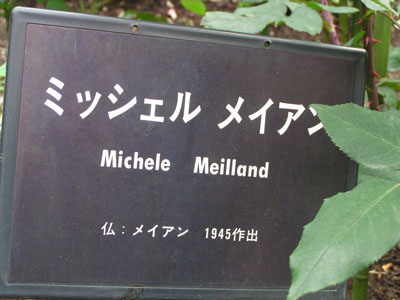 ミッシェル メイアン
Michele Meilland
仏：メイアン 1945作出